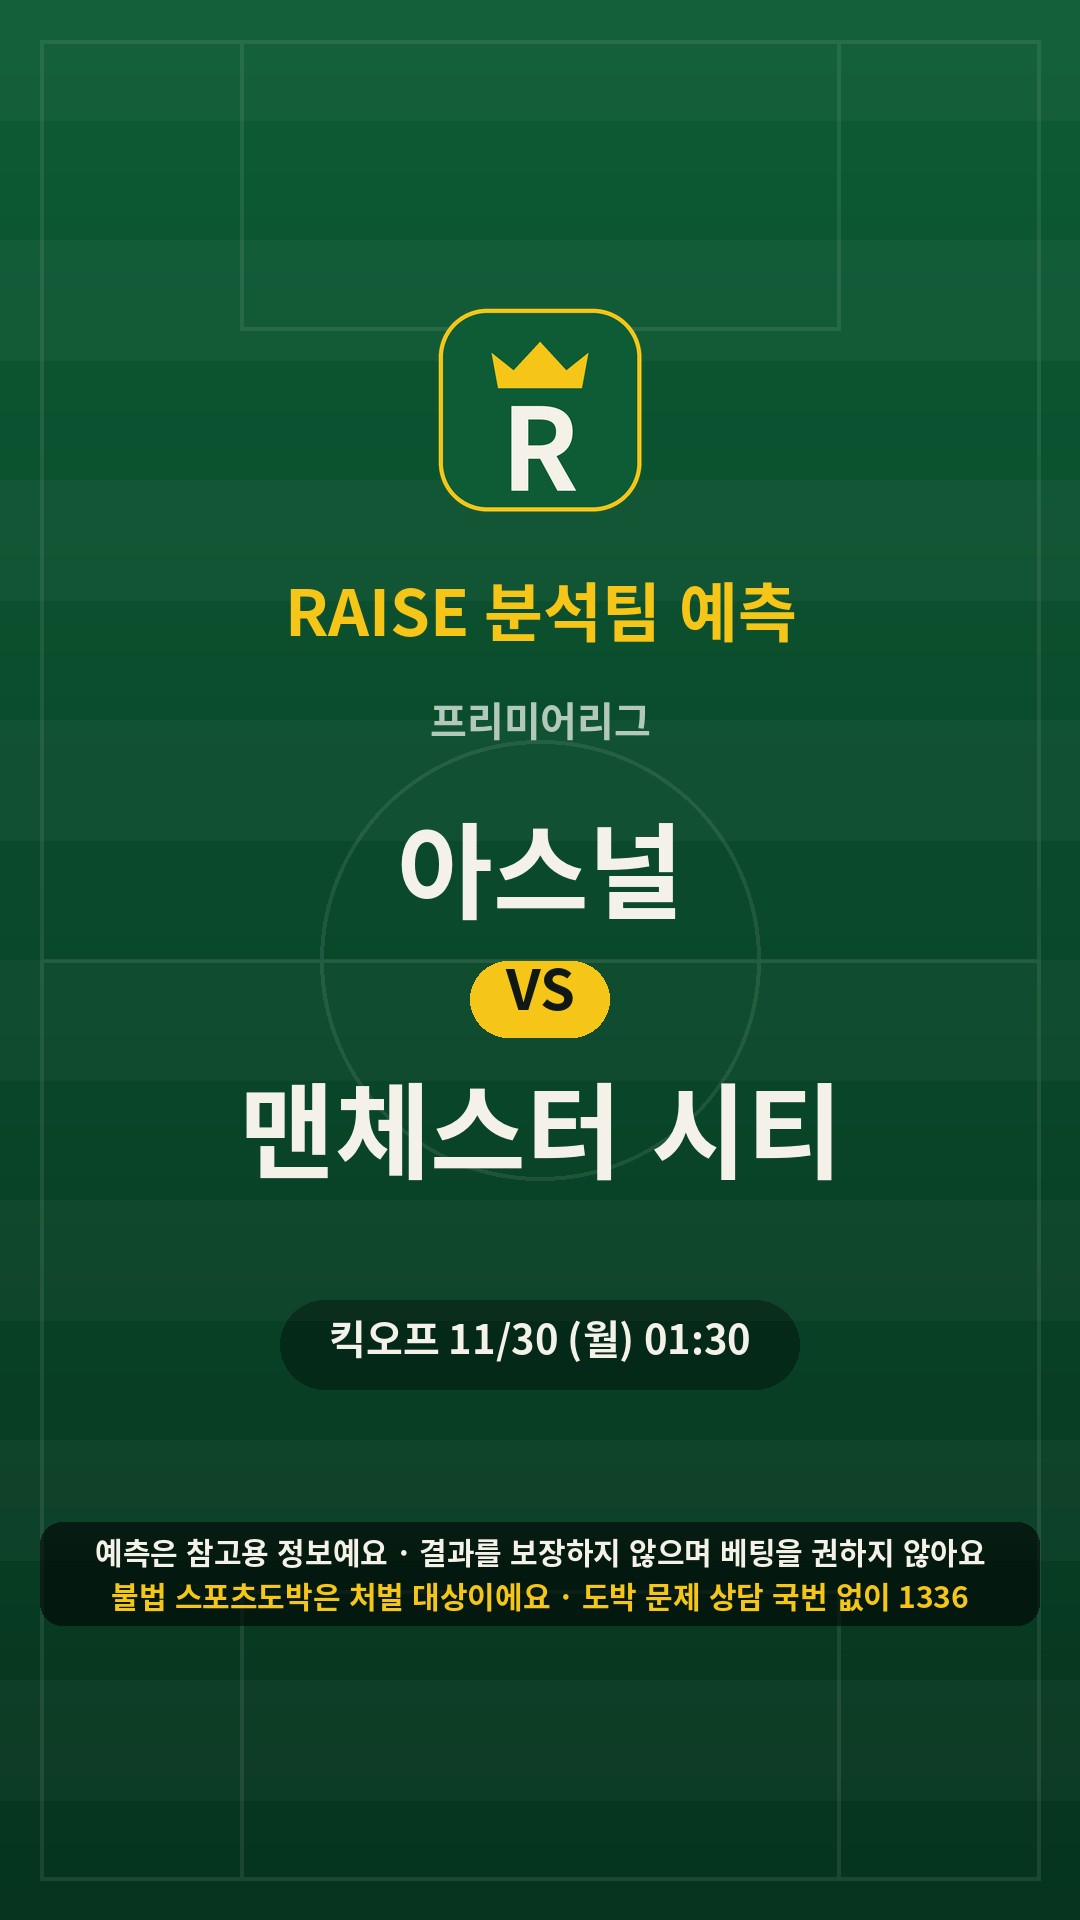 R
RAISE 분석팀 예측
프리미어리그
아스널
VS
맨체스터 시티
킥오프 11/30 (월) 01:30
예측은 참고용 정보예요 · 결과를 보장하지 않으며 베팅을 권하지 않아요
불법 스포츠도박은 처벌 대상이에요 · 도박 문제 상담 국번 없이 1336